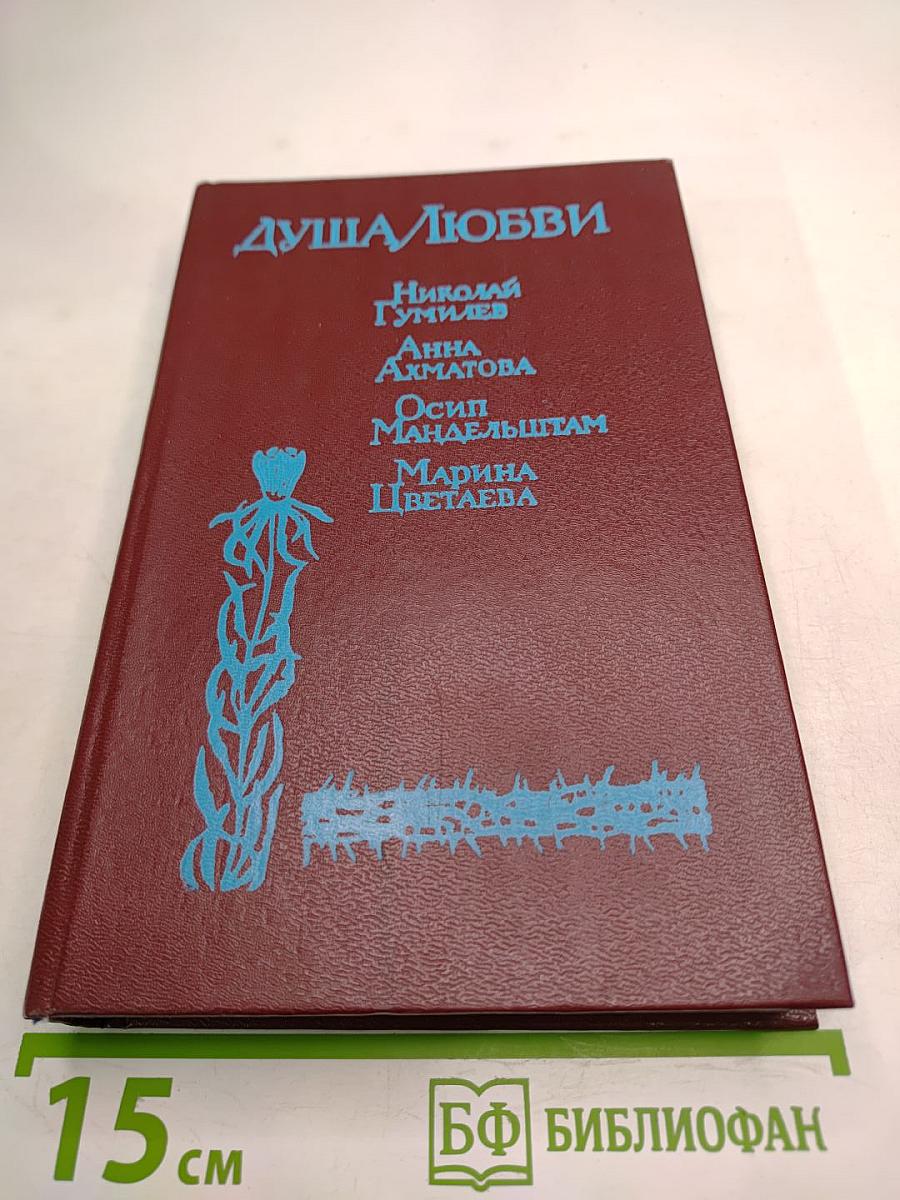 ДУША ЛЮБВИ
НИКОЛАЙ
ГУМИЛЕВ
АННА
АХМАТОВА
ОСИП
МАНДЕЛЬШТАМ
МАРИНА
ЦВЕТАЕВА
15 см
БФ БИБЛИОФАН